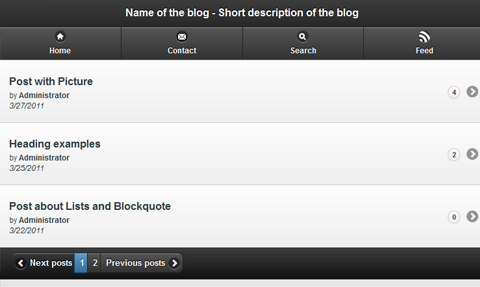 Name of the blog - Short description of the blog
Home Contact Search Feed
Post with Picture
by Administrator
4
3/27/2011
Heading examples
by Administrator
2
3/25/2011
Post about Lists and Blockquote
by Administrator
0
3/22/2011
Next posts 1 2 Previous posts